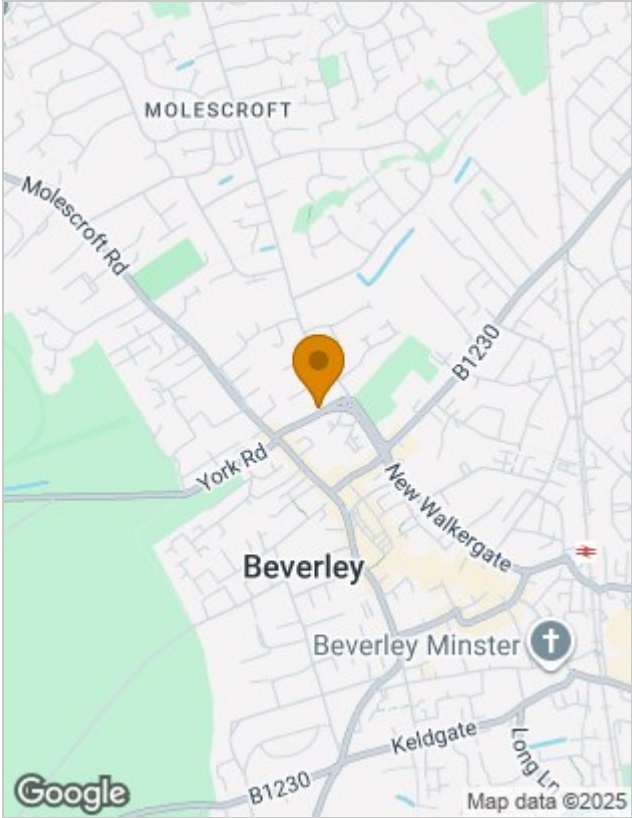 MOLESCROFT
Molescroft Rd
B1230
York Rd
New Walkergate
Beverley
Beverley Minster
Keldgate
Long Ln
B1230
Google
Map data ©2025